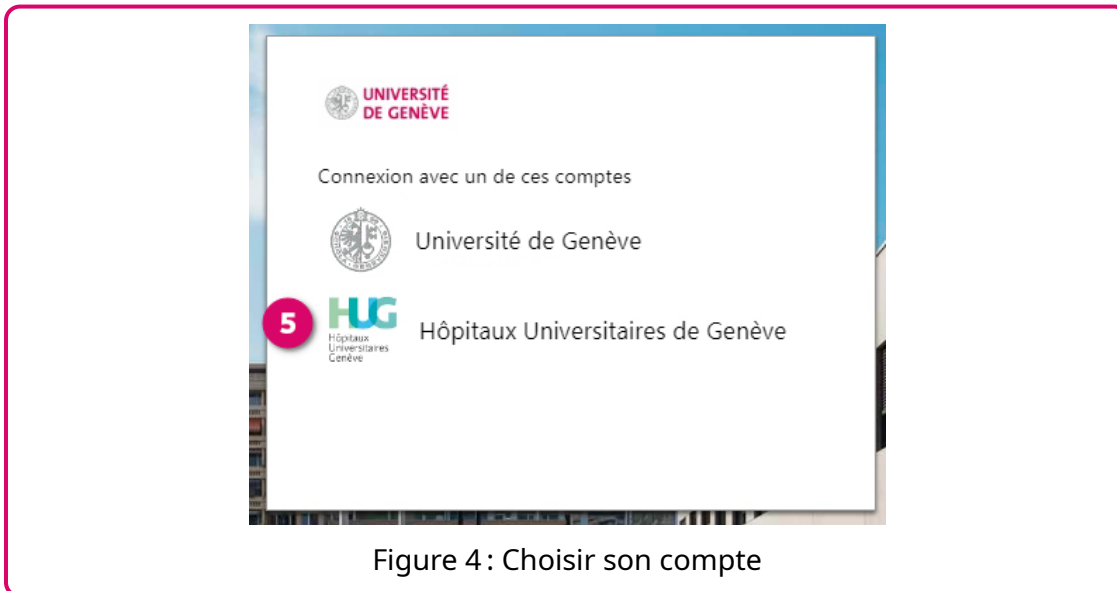 UNIVERSITÉ
DE GENÈVE
Connexion avec un de ces comptes
Université de Genève
5
HUG
Hôpitaux
Universitaires
Genève
Hôpitaux Universitaires de Genève
Figure 4 : Choisir son compte